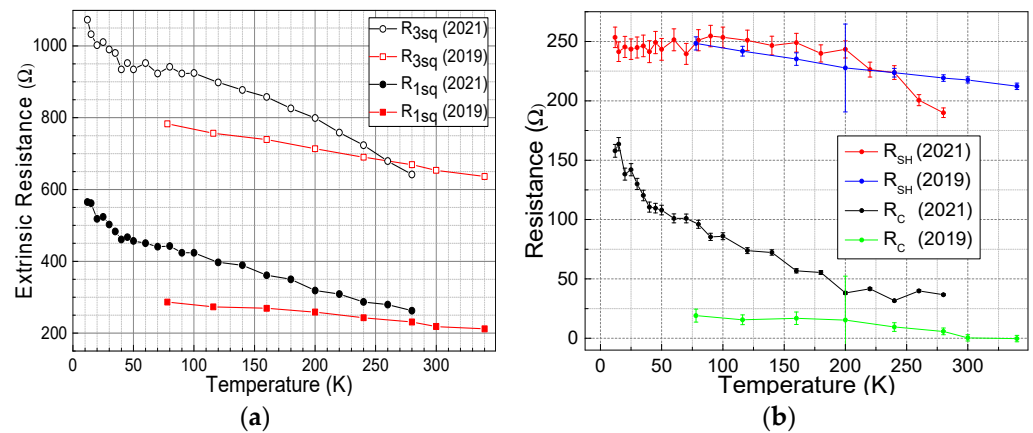 R3sq (2021)
R3sq (2019)
R1sq (2021)
R1sq (2019)
Extrinsic Resistance (Ω)
1000
800
600
400
200
0 50 100 150 200 250 300
Temperature (K)
(a)
RSH (2021)
RSH (2019)
RC (2021)
RC (2019)
Resistance (Ω)
250
200
150
100
50
0
0 50 100 150 200 250 300
Temperature (K)
(b)